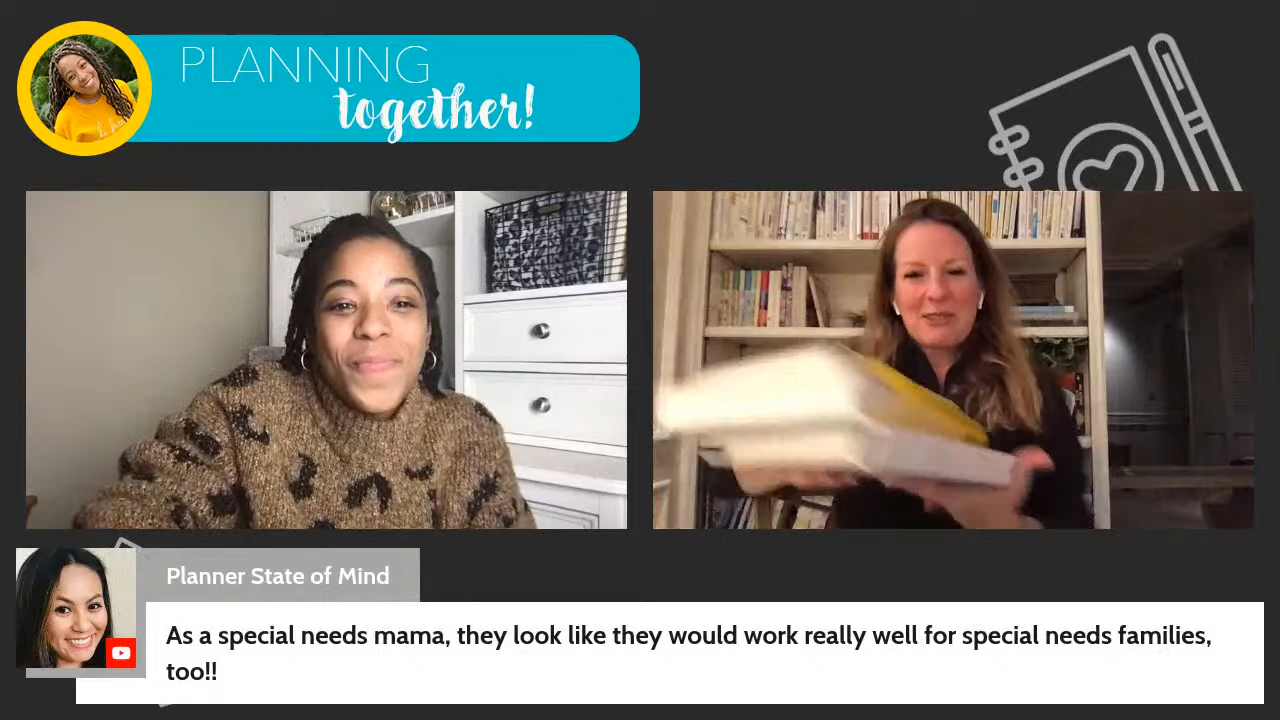 PLANNING
together!
Planner State of Mind
As a special needs mama, they look like they would work really well for special needs families,
too!!